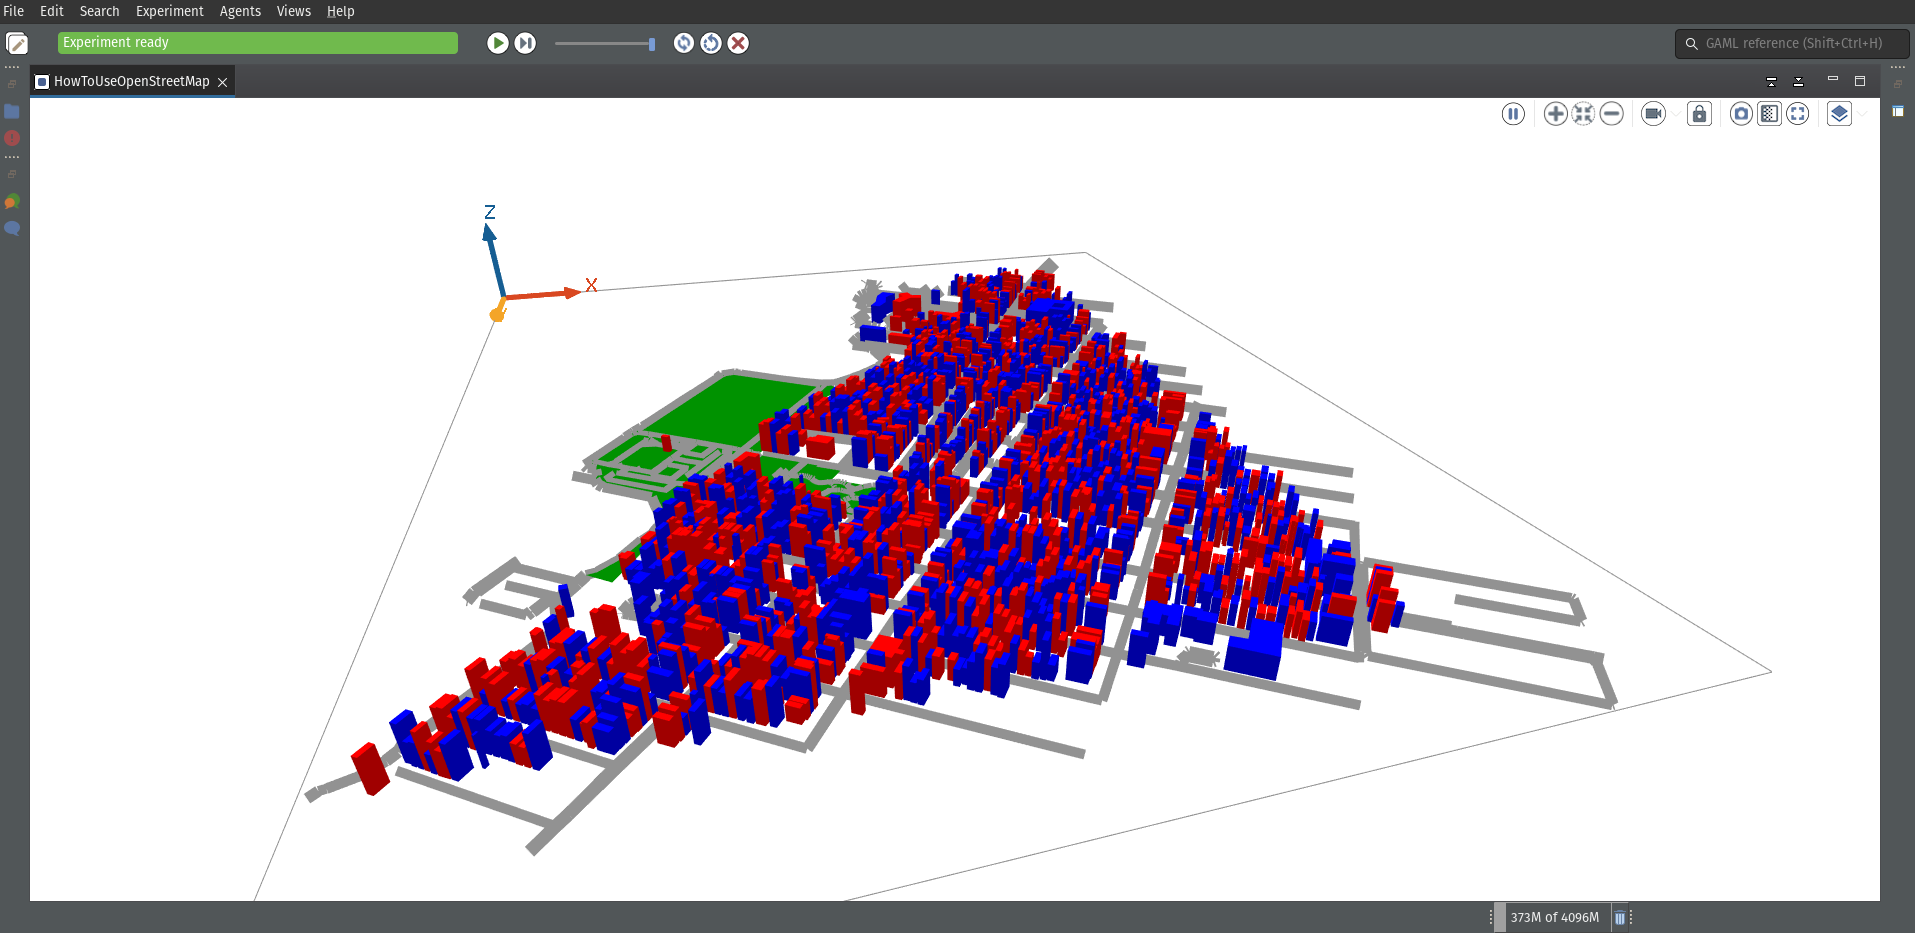 File Edit Search Experiment Agents Views Help
Experiment ready
GAML reference (Shift+Ctrl+H)
HowToUseOpenStreetMap
Z
X
373M of 4096M